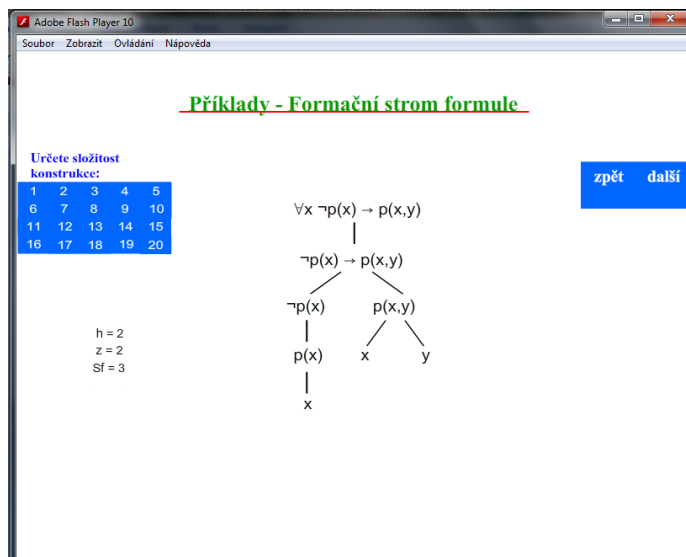 Adobe Flash Player 10
Soubor Zobrazit Ovládání Nápověda
Příklady - Formační strom formule
Určete složitost
konstrukce:
1 2 3 4 5
6 7 8 9 10
11 12 13 14 15
16 17 18 19 20
zpět další
∀x ¬p(x) → p(x,y)
¬p(x) → p(x,y)
¬p(x) p(x,y)
p(x) x y
x
h = 2
z = 2
Sf = 3